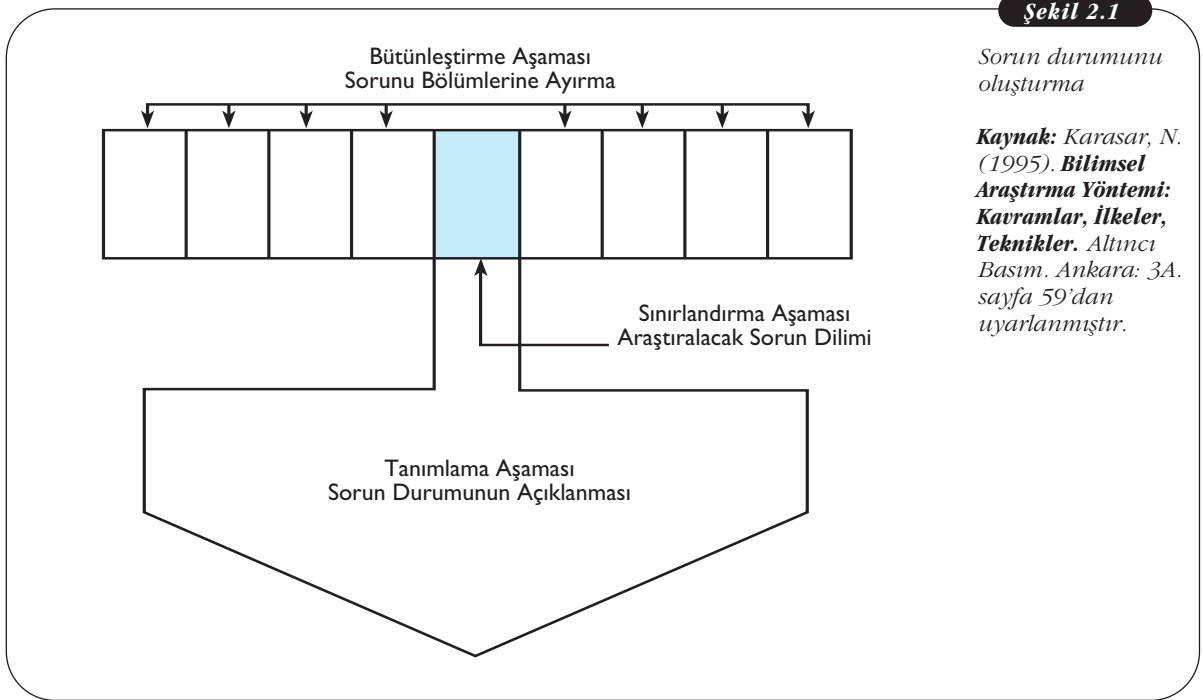 Şekil 2.1
Bütünleştirme Aşaması
Sorunu Bölümlerine Ayırma
Sınırlandırma Aşaması
Araştıralacak Sorun Dilimi
Tanımlama Aşaması
Sorun Durumunun Açıklanması
Sorun durumunu
oluşturma
Kaynak: Karasar, N.
(1995). Bilimsel
Araştırma Yöntemi:
Kavramlar, İlkeler,
Teknikler. Altıncı
Basım. Ankara: 3A.
sayfa 59’dan
uyarlanmıştır.